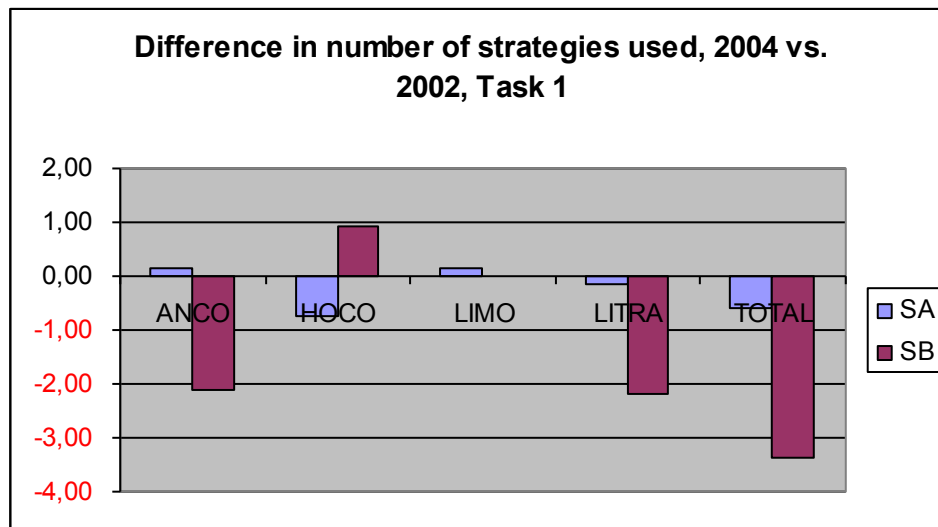 Difference in number of strategies used, 2004 vs.
2002, Task 1
2,00
1,00
0,00
-1,00
-2,00
-3,00
-4,00
ANCO HOCO LIMO LITRA TOTAL
SA
SB